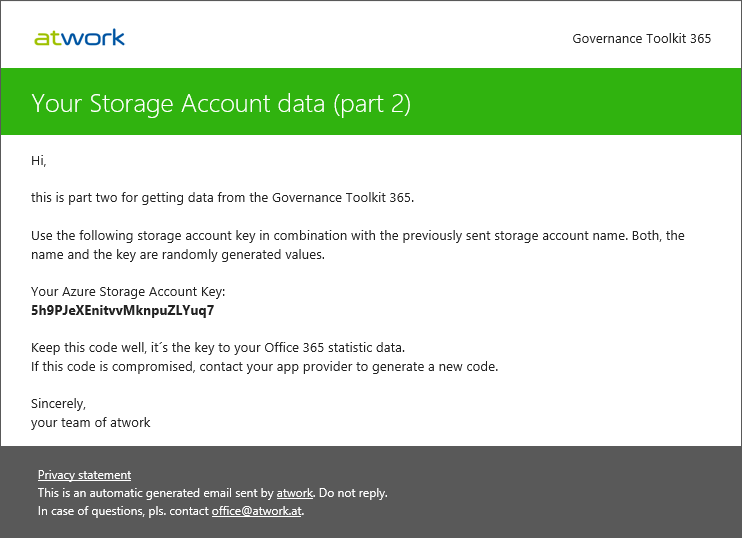 atwork
Governance Toolkit 365
Your Storage Account data (part 2)
Hi,
this is part two for getting data from the Governance Toolkit 365.
Use the following storage account key in combination with the previously sent storage account name. Both, the
name and the key are randomly generated values.
Your Azure Storage Account Key:
5h9PJeXEnitvvMknpuZLYuq7
Keep this code well, it´s the key to your Office 365 statistic data.
If this code is compromised, contact your app provider to generate a new code.
Sincerely,
your team of atwork
Privacy statement
This is an automatic generated email sent by atwork. Do not reply.
In case of questions, pls. contact office@atwork.at.